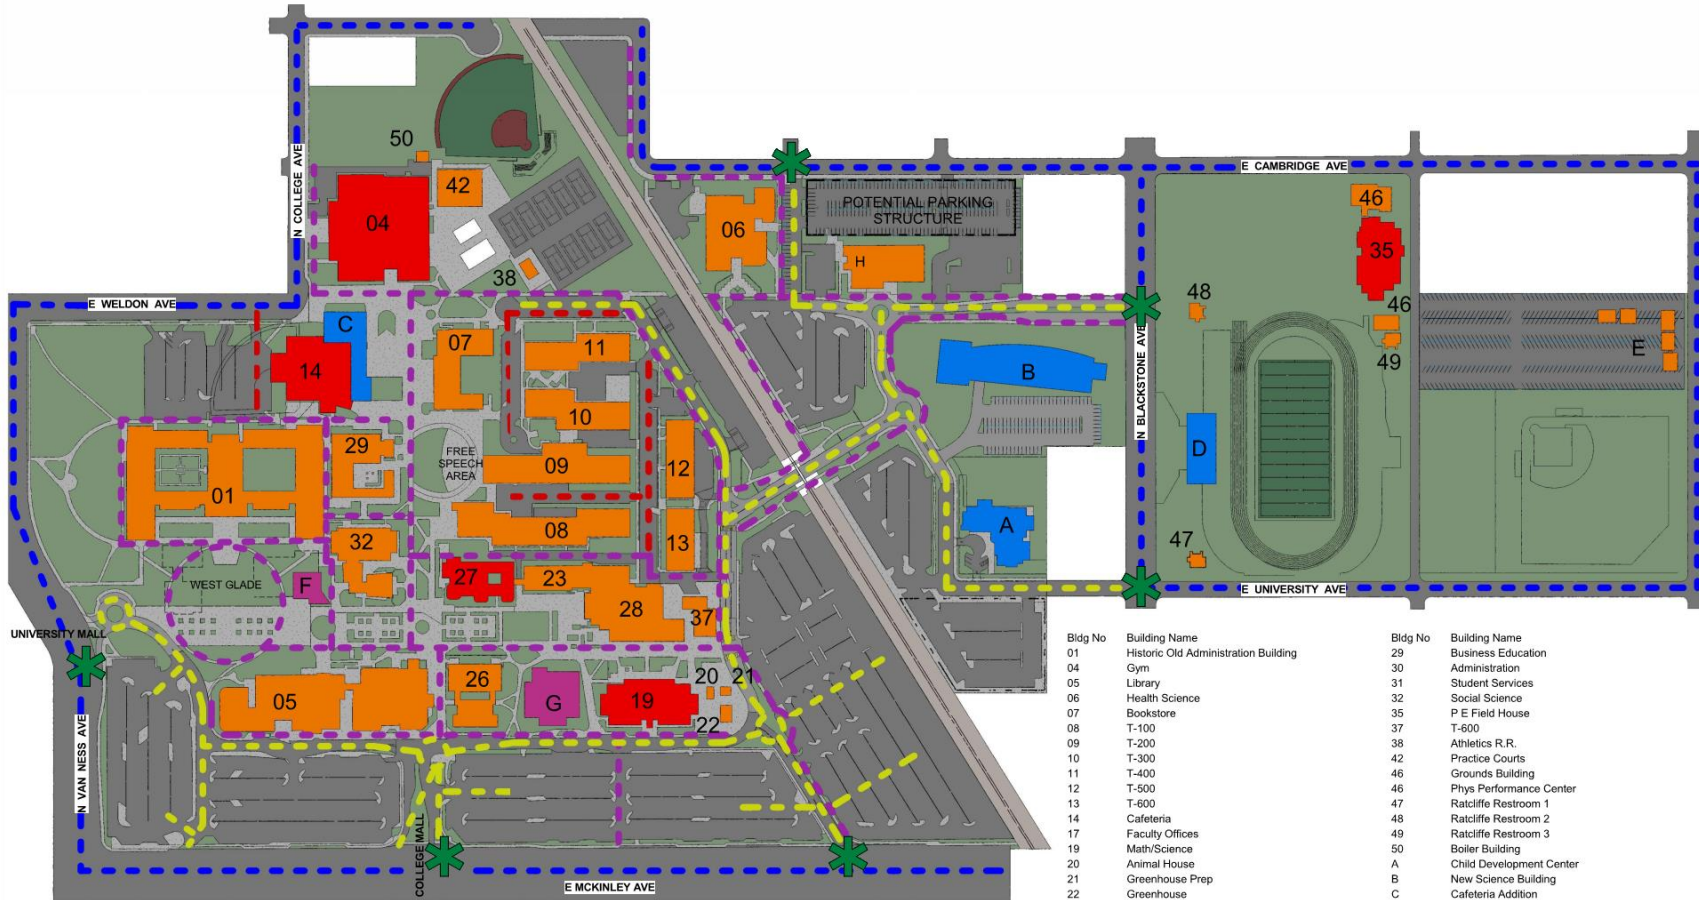 50
42
04
38
06
POTENTIAL PARKING
STRUCTURE
H
E CAMBRIDGE AVE
46
35
46
48
49
E
N COLLEGE AVE
E WELDON AVE
C
14
07
11
10
FREE
SPEECH
AREA
09
12
08
13
29
01
32
WEST GLADE
F
27
23
28
37
B
A
N BLACKSTONE AVE
D
47
E UNIVERSITY AVE
UNIVERSITY MALL
05
26
G
19
20
21
22
N VAN NESS AVE
COLLEGE MALL
E MCKINLEY AVE
Bldg No Building Name
01 Historic Old Administration Building
04 Gym
05 Library
06 Health Science
07 Bookstore
08 T-100
09 T-200
10 T-300
11 T-400
12 T-500
13 T-600
14 Cafeteria
17 Faculty Offices
19 Math/Science
20 Animal House
21 Greenhouse Prep
22 Greenhouse
Bldg No Building Name
29 Business Education
30 Administration
31 Student Services
32 Social Science
35 P E Field House
37 T-600
38 Athletics R.R.
42 Practice Courts
46 Grounds Building
46 Phys Performance Center
47 Ratcliffe Restroom 1
48 Ratcliffe Restroom 2
49 Ratcliffe Restroom 3
50 Boiler Building
A Child Development Center
B New Science Building
C Cafeteria Addition